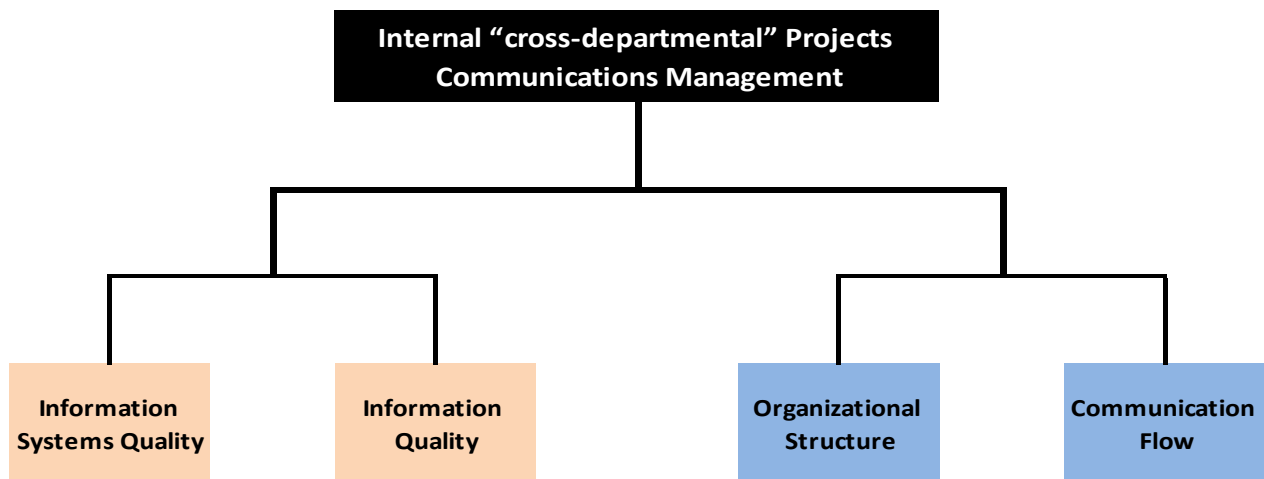 Internal “cross-departmental” Projects
Communications Management
Information
Systems Quality
Information
Quality
Organizational
Structure
Communication
Flow